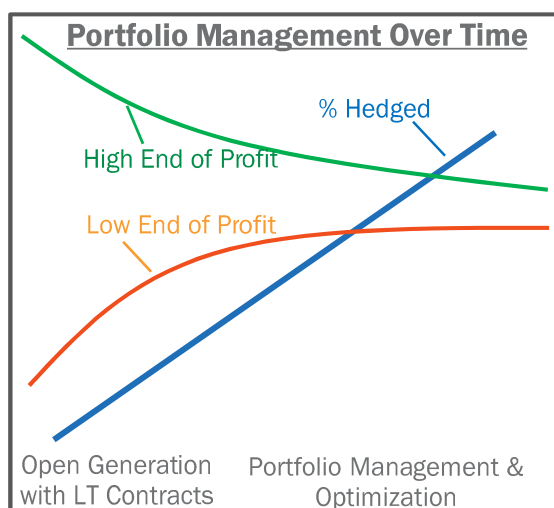 Portfolio Management Over Time
% Hedged
High End of Profit
Low End of Profit
Open Generation
with LT Contracts
Portfolio Management &
Optimization